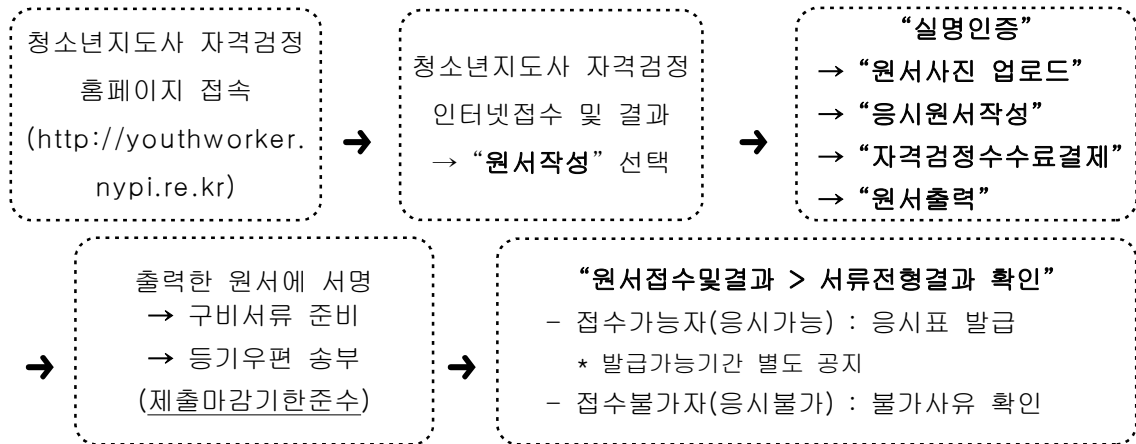 청소년지도사 자격검정
홈페이지 접속
(http://youthworker.
nypi.re.kr)
➜
청소년지도사 자격검정
인터넷접수 및 결과
→ “원서작성” 선택
➜
“실명인증”
→ “원서사진 업로드”
→ “응시원서작성”
→ “자격검정수수료결제”
→ “원서출력”
➜
출력한 원서에 서명
→ 구비서류 준비
→ 등기우편 송부
(제출마감기한준수)
➜
“원서접수및결과 > 서류전형결과 확인”
- 접수가능자(응시가능) : 응시표 발급
* 발급가능기간 별도 공지
- 접수불가자(응시불가) : 불가사유 확인